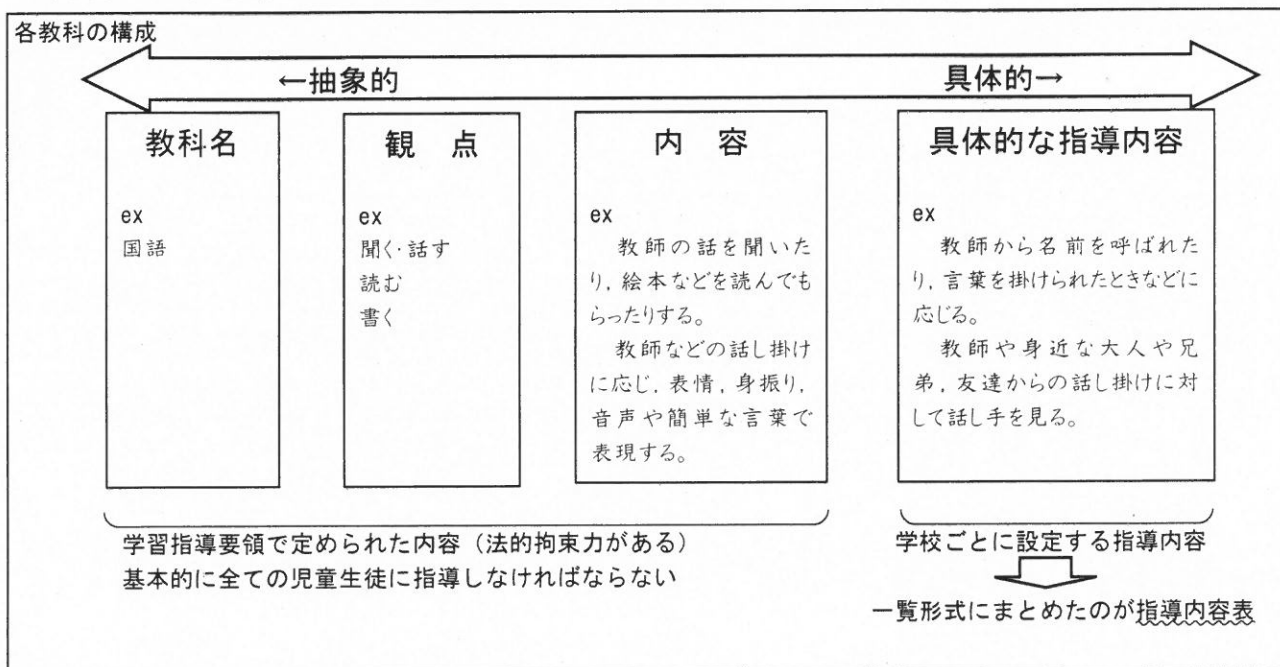 各教科の構成
←抽象的
具体的→
教科名
ex
国語
観 点
ex
聞く・話す
読む
書く
内 容
ex
教師の話を聞いた
り，絵本などを読んでも
らったりする。
教師などの話し掛け
に応じ，表情，身振り，
音声や簡単な言葉で
表現する。
具体的な指導内容
ex
教師から名前を呼ばれた
り，言葉を掛けられたときなどに
応じる。
教師や身近な大人や兄
弟，友達からの話し掛けに対
して話し手を見る。
学習指導要領で定められた内容（法的拘束力がある）
基本的に全ての児童生徒に指導しなければならない
学校ごとに設定する指導内容
一覧形式にまとめたのが指導内容表